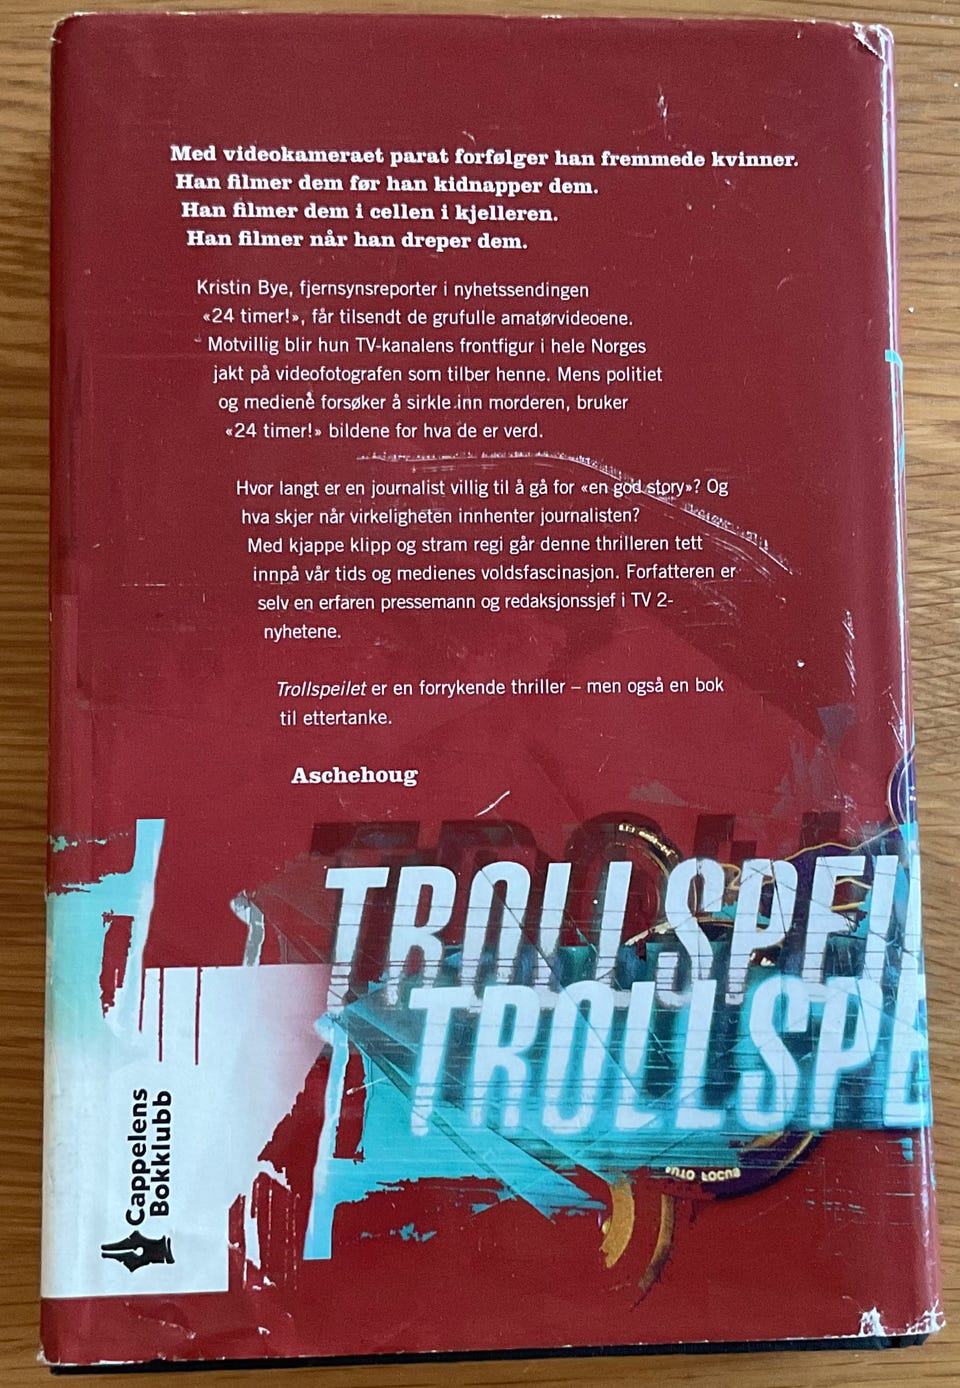 Med videokameraet parat forfølger han fremmede kvinner.
Han filmer dem før han kidnapper dem.
Han filmer dem i cellen i kjelleren.
Han filmer når han dreper dem.
Kristin Bye, fjernsynsreporter i nyhetssendingen
«24 timer!», får tilsendt de grufulle amatørvideoene.
Motvillig blir hun TV-kanalens frontfigur i hele Norges
jakt på videofotografen som tilber henne. Mens politiet
og mediene forsøker å sirkle inn morderen, bruker
«24 timer!» bildene for hva de er verd.
Hvor langt er en journalist villig til å gå for «en god story»? Og
hva skjer når virkeligheten innhenter journalisten?
Med kjappe klipp og stram regi går denne thrilleren tett
innpå vår tids og medienes voldsfascinasjon. Forfatteren er
selv en erfaren pressemann og redaksjonssjef i TV 2-
nyhetene.
Trollspeilet er en forrykende thriller – men også en bok
til ettertanke.
Aschehoug
TROLL
TROLLSPEI
TROLLSPE
Cappelens
Bokklubb